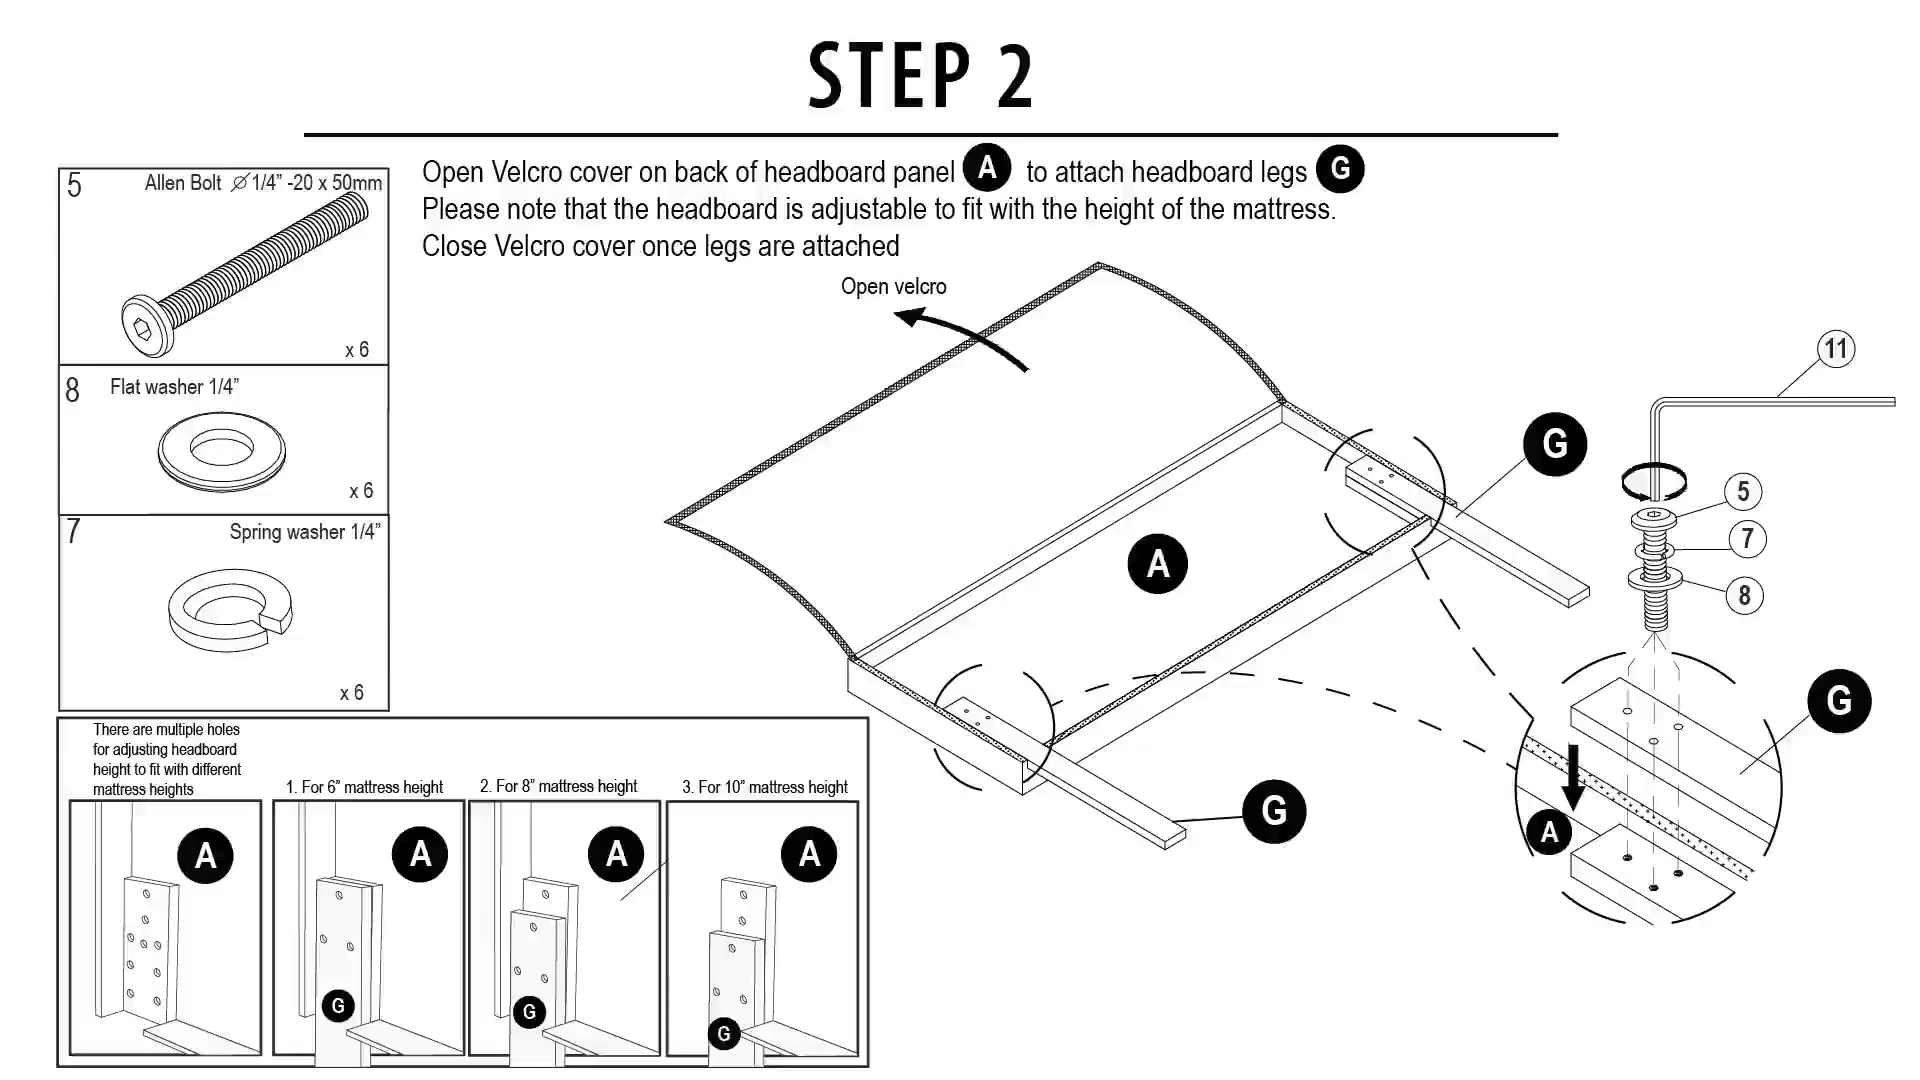 STEP 2
Open Velcro cover on back of headboard panel A to attach headboard legs G
Please note that the headboard is adjustable to fit with the height of the mattress.
Close Velcro cover once legs are attached
5 Allen Bolt ∅1/4” -20 x 50mm
x 6
8 Flat washer 1/4”
x 6
7 Spring washer 1/4”
x 6
Open velcro
A
G
G
11
5
7
8
G
A
There are multiple holes
for adjusting headboard
height to fit with different
mattress heights
A
1. For 6” mattress height
A
G
2. For 8” mattress height
A
G
3. For 10” mattress height
A
G